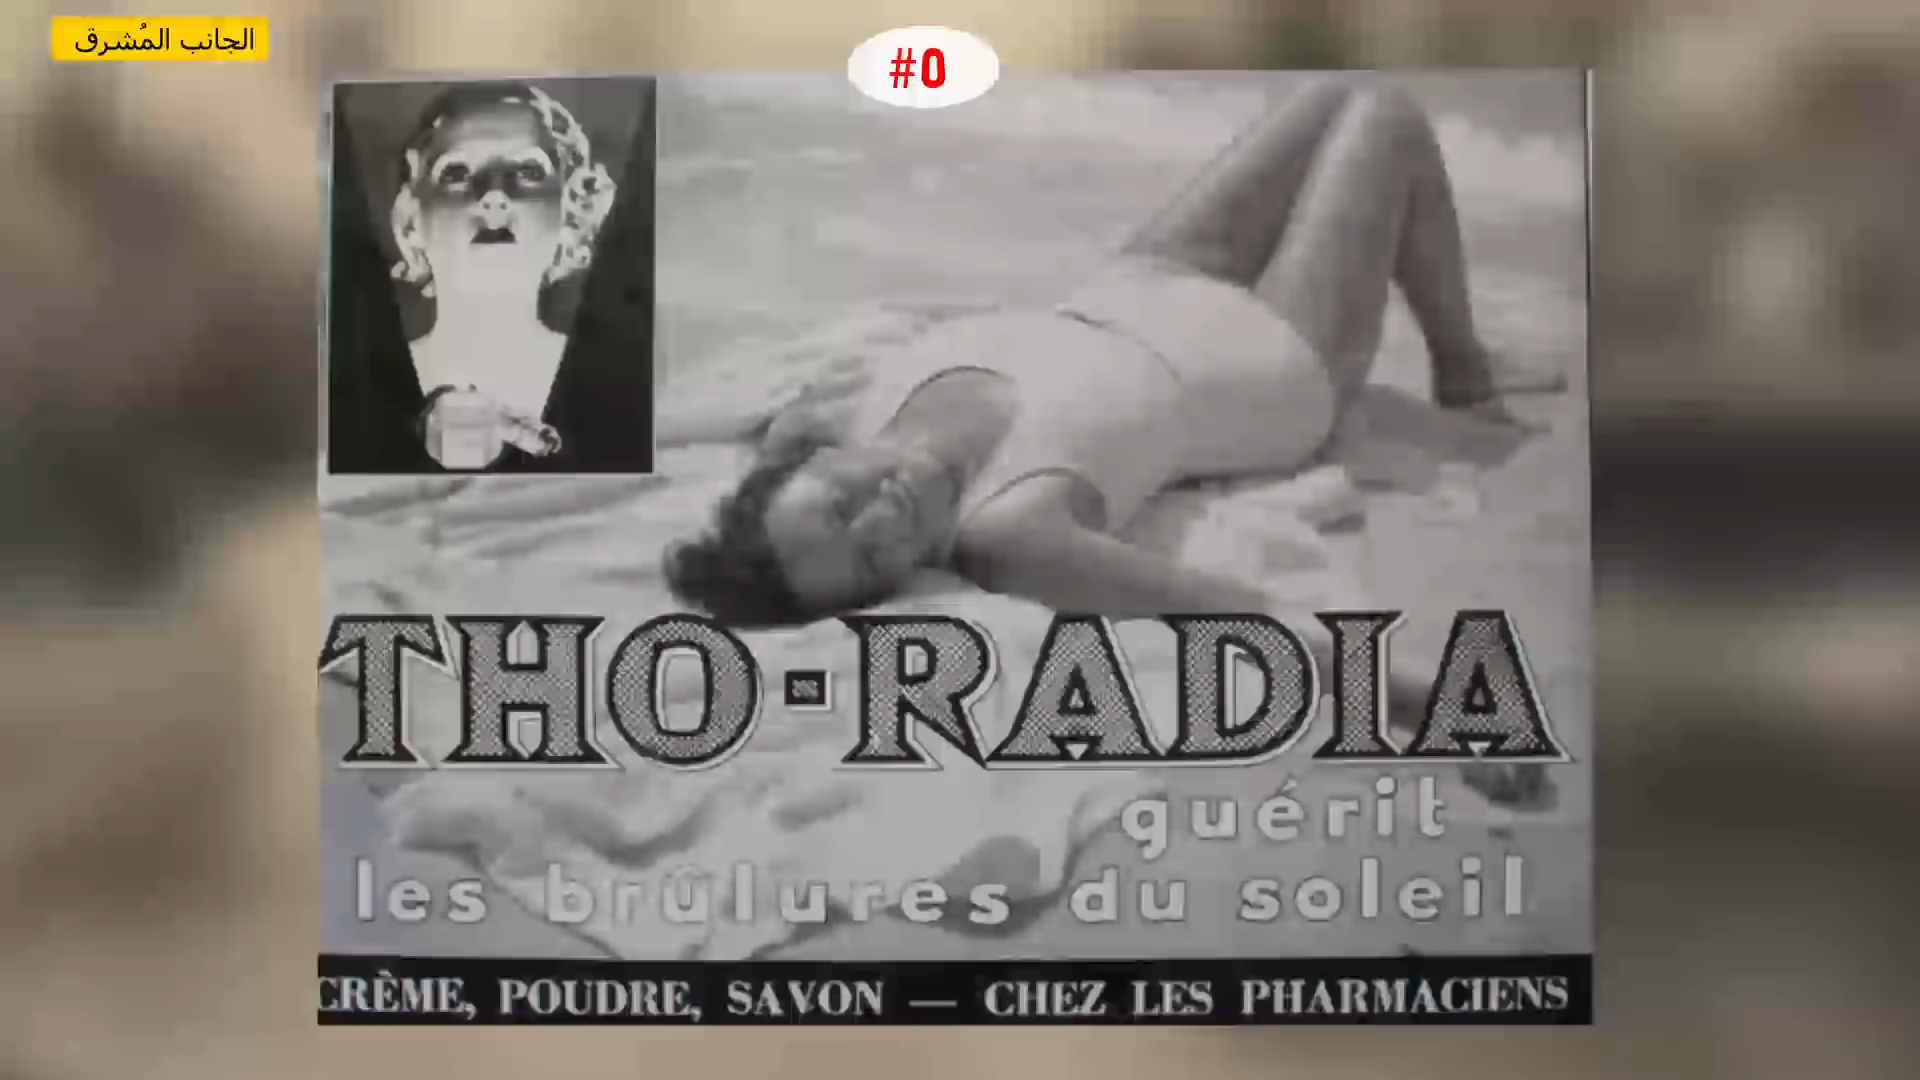 الجانب المُشرق
#0
THO-RADIA
guérit
les brûlures du soleil
CRÈME, POUDRE, SAVON — CHEZ LES PHARMACIENS